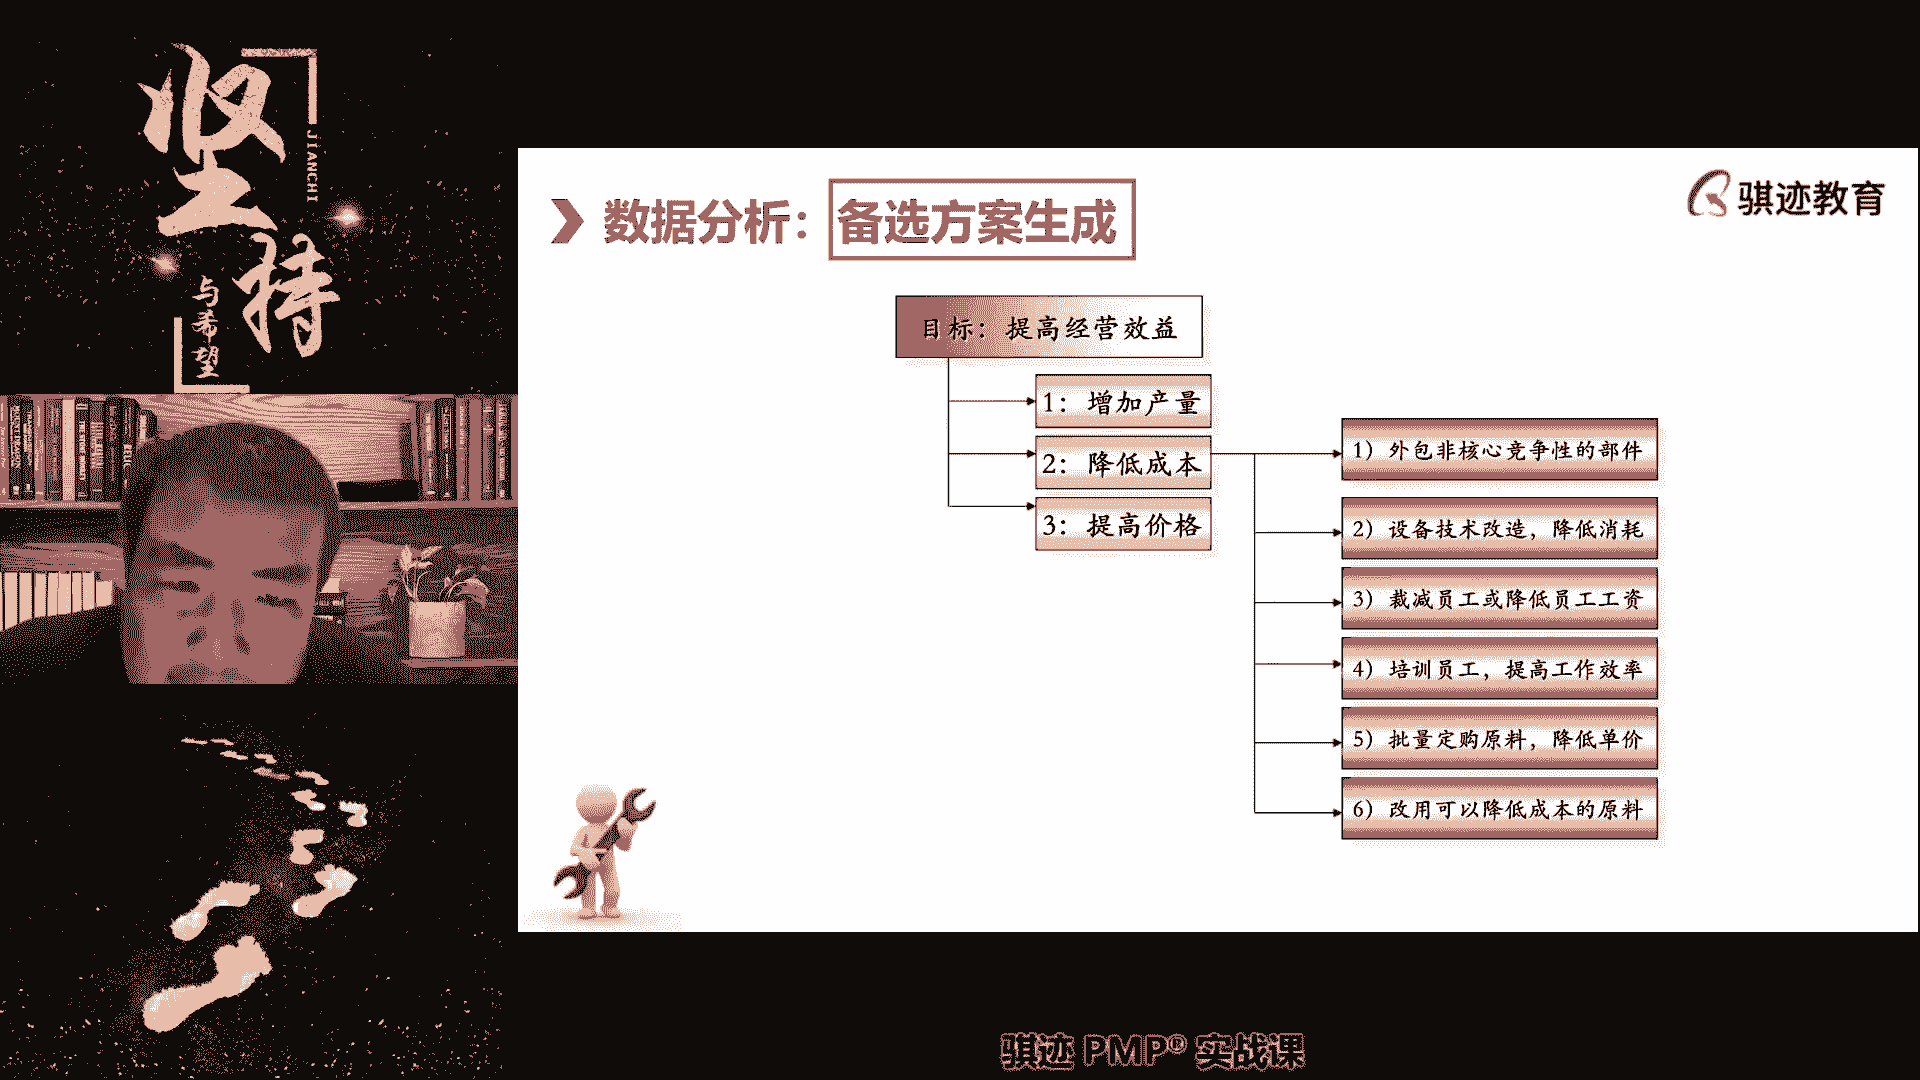 坚持
JIANCHI
与希望
数据分析：备选方案生成
骐迹教育
目标：提高经营效益
1：增加产量
2：降低成本
3：提高价格
1）外包非核心竞争性的部件
2）设备技术改造，降低消耗
3）裁减员工或降低员工工资
4）培训员工，提高工作效率
5）批量定购原料，降低单价
6）改用可以降低成本的原料
骐迹 PMP® 实战课